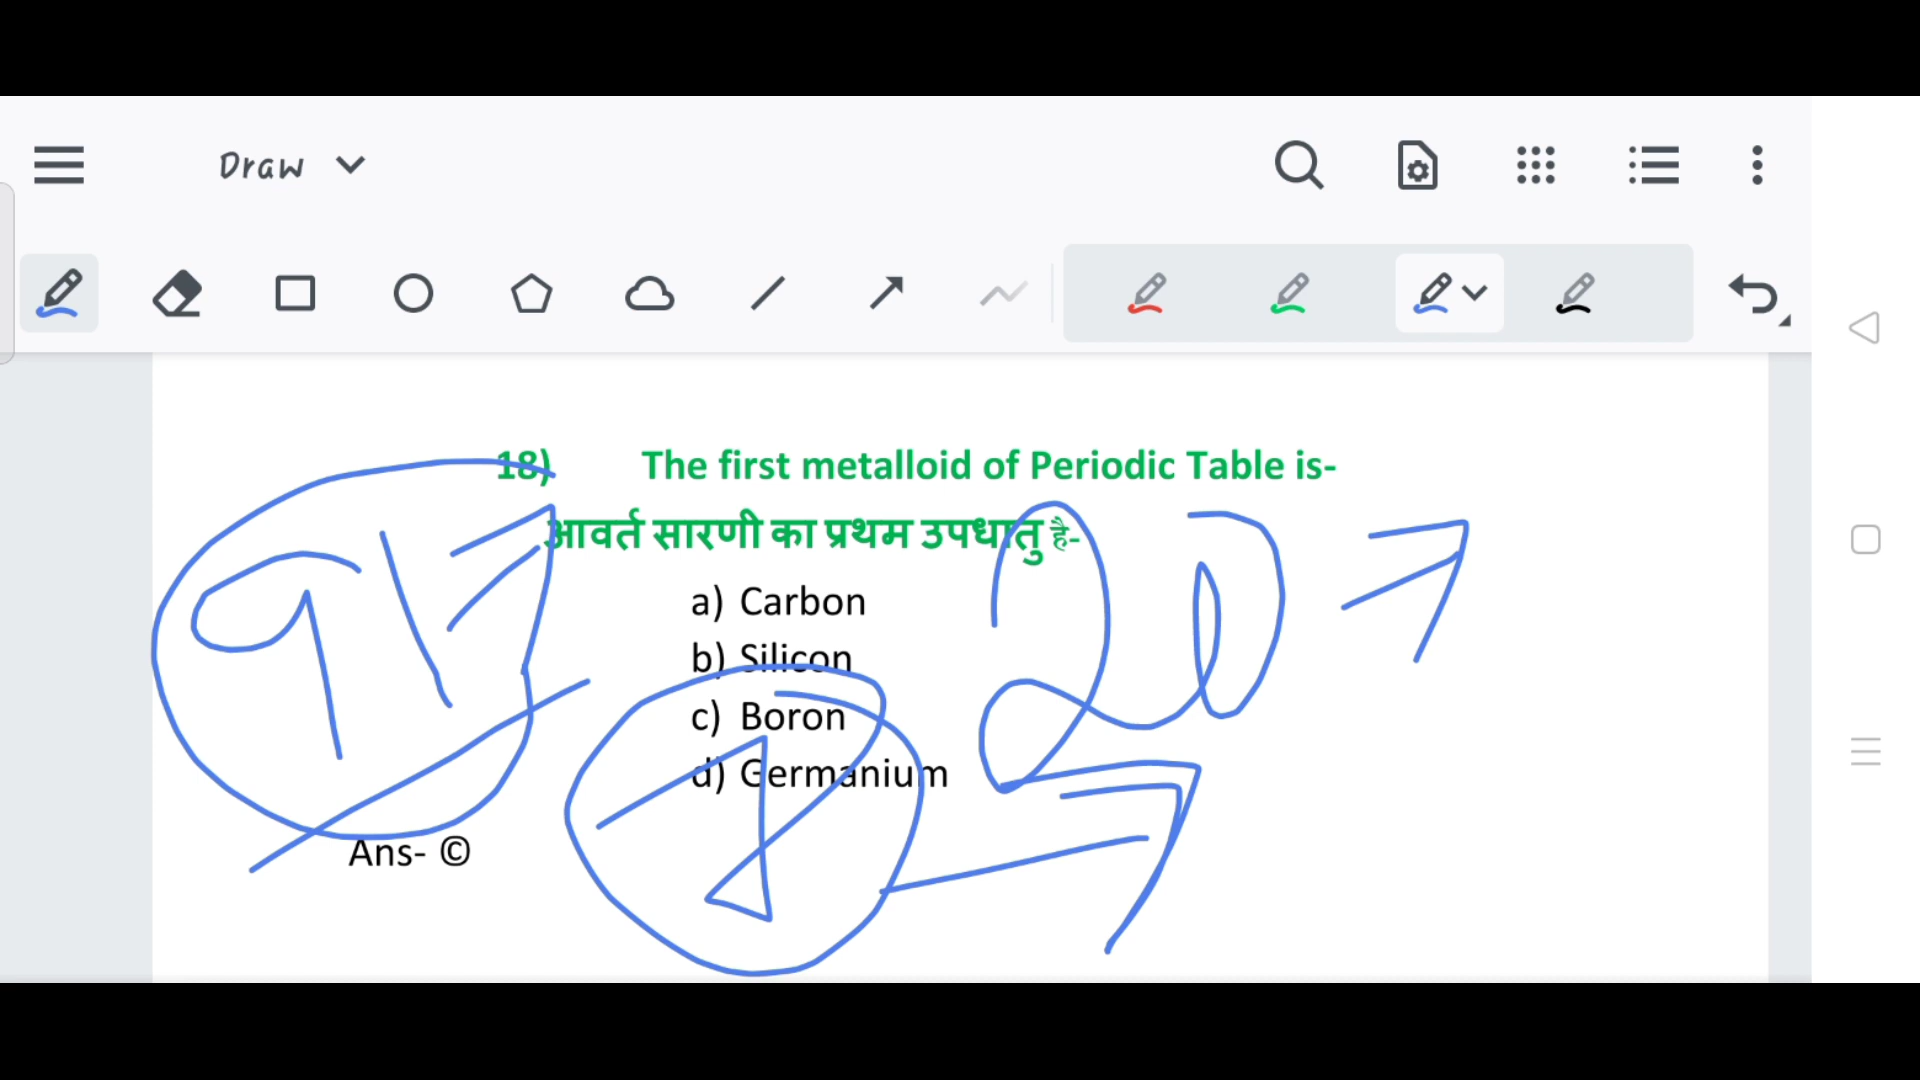 Draw
18) The first metalloid of Periodic Table is-
आवर्त सारणी का प्रथम उपधातु है-
a) Carbon
b) Silicon
c) Boron
d) Germanium
Ans- ©